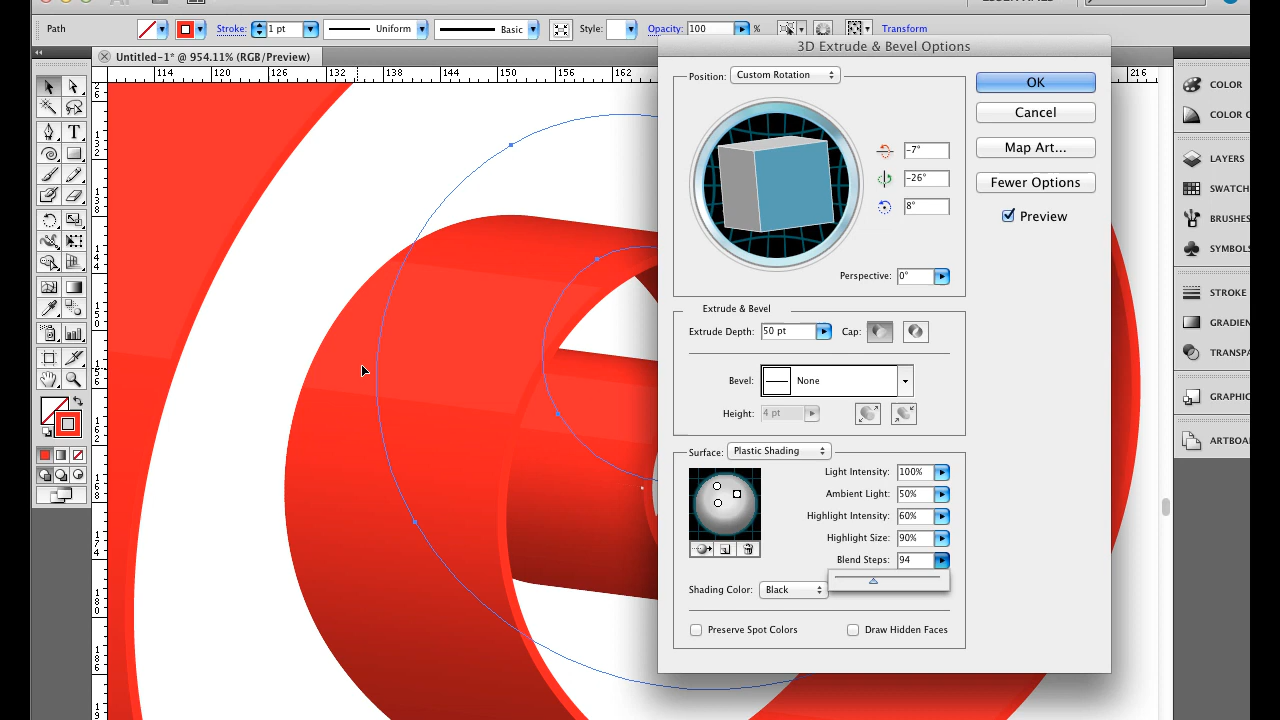 ESSENTIALS
Path
Stroke:
1 pt
Uniform
Basic
Style:
Opacity:
100
%
Transform
3D Extrude & Bevel Options
Untitled-1* @ 954.11% (RGB/Preview)
114
120
126
132
138
144
150
156
162
216
Position:
Custom Rotation
OK
Cancel
Map Art...
Fewer Options
Preview
-7°
-26°
8°
Perspective:
0°
Extrude & Bevel
Extrude Depth:
50 pt
Cap:
Bevel:
None
Height:
4 pt
Surface:
Plastic Shading
Light Intensity:
100%
Ambient Light:
50%
Highlight Intensity:
60%
Highlight Size:
90%
Blend Steps:
94
Shading Color:
Black
Preserve Spot Colors
Draw Hidden Faces
COLOR
COLOR G
LAYERS
SWATCH
BRUSHES
SYMBOLS
STROKE
GRADIEN
TRANSPA
GRAPHIC
ARTBOA